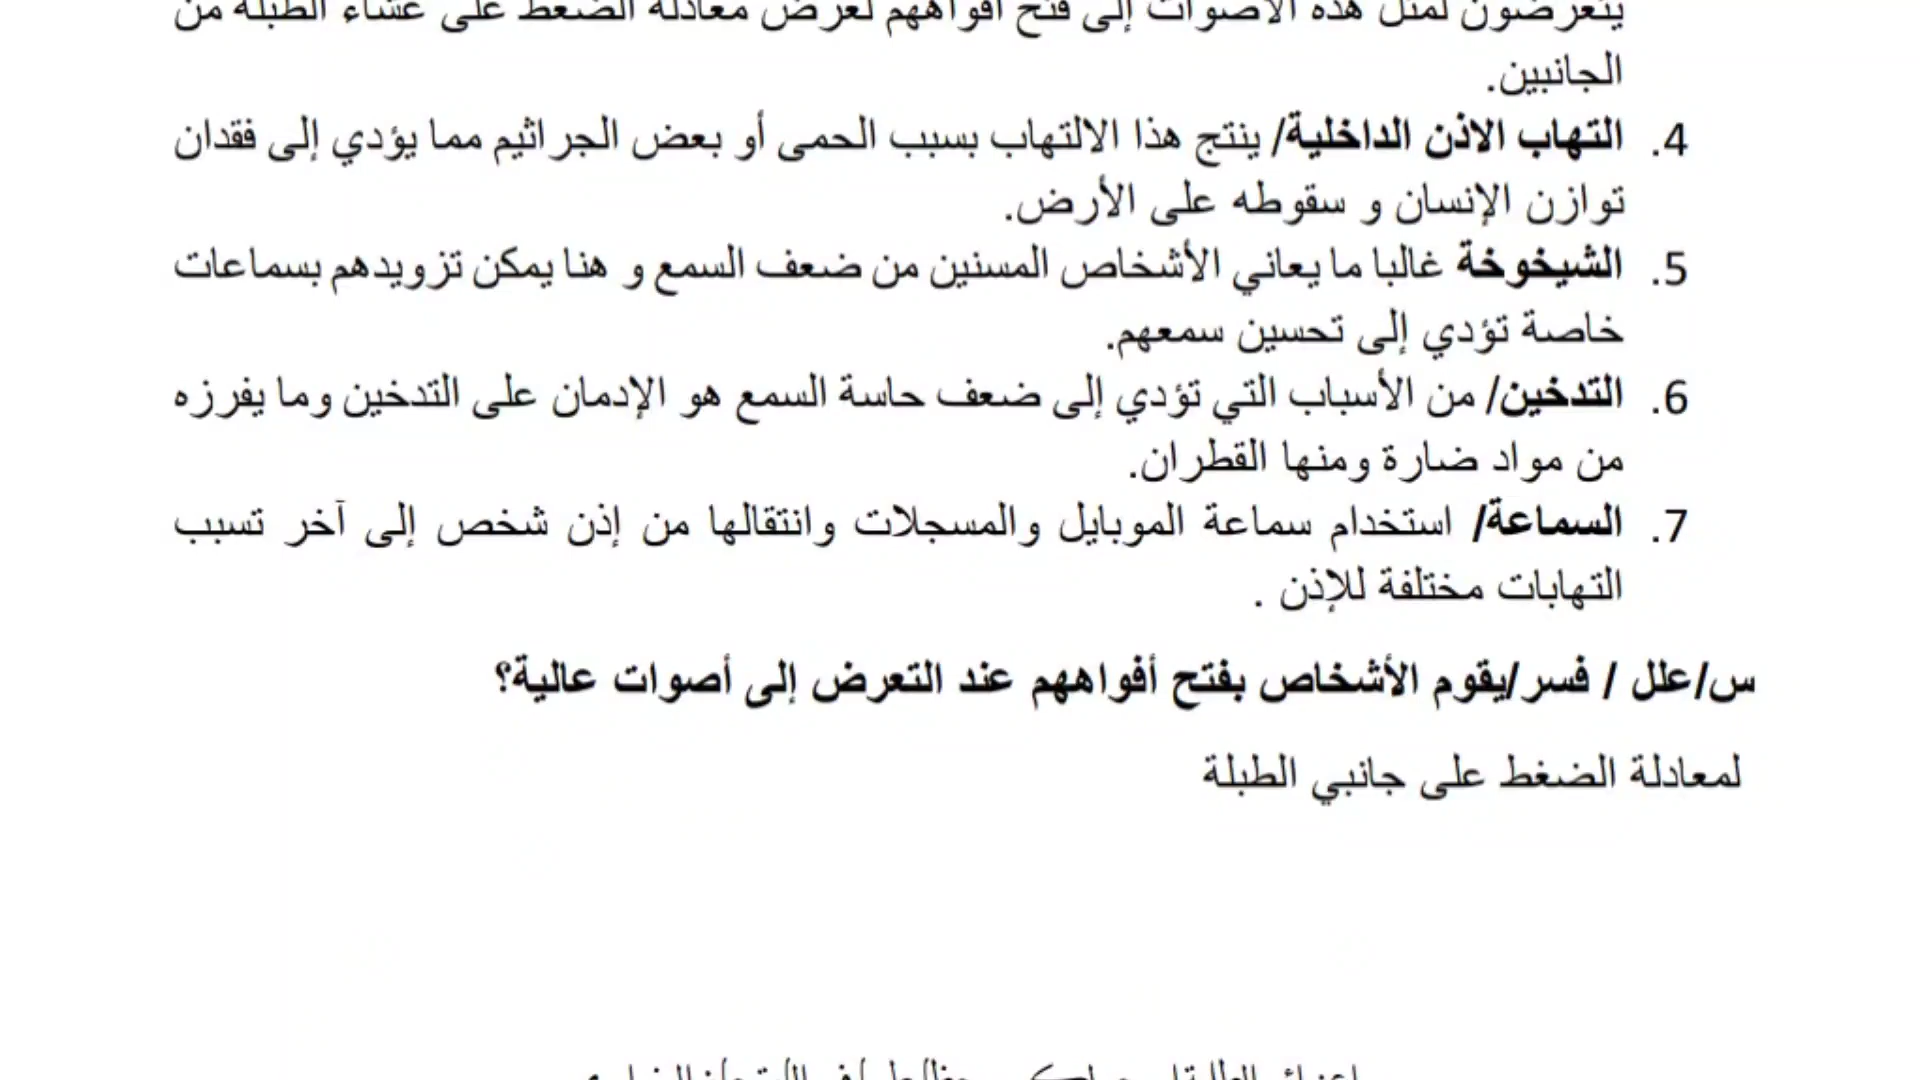 يتعرضون لمثل هذه الأصوات إلى فتح أفواههم لغرض معادلة الضغط على غشاء الطبلة من
الجانبين.
4. التهاب الاذن الداخلية/ ينتج هذا الالتهاب بسبب الحمى أو بعض الجراثيم مما يؤدي إلى فقدان
توازن الإنسان و سقوطه على الأرض.
5. الشيخوخة غالبا ما يعاني الأشخاص المسنين من ضعف السمع و هنا يمكن تزويدهم بسماعات
خاصة تؤدي إلى تحسين سمعهم.
6. التدخين/ من الأسباب التي تؤدي إلى ضعف حاسة السمع هو الإدمان على التدخين وما يفرزه
من مواد ضارة ومنها القطران.
7. السماعة/ استخدام سماعة الموبايل والمسجلات وانتقالها من إذن شخص إلى آخر تسبب
التهابات مختلفة للإذن .
س/علل / فسر/يقوم الأشخاص بفتح أفواههم عند التعرض إلى أصوات عالية؟
لمعادلة الضغط على جانبي الطبلة